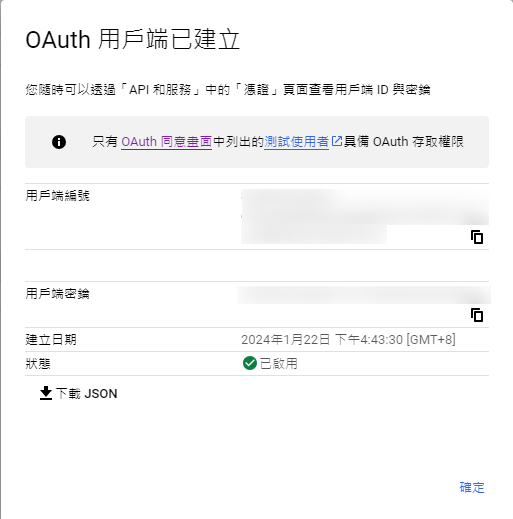 OAuth 用戶端已建立
您隨時可以透過「API 和服務」中的「憑證」頁面查看用戶端 ID 與密鑰
只有 OAuth 同意畫面中列出的測試使用者具備 OAuth 存取權限
用戶端編號
用戶端密鑰
建立日期 2024年1月22日 下午4:43:30 [GMT+8]
狀態 已啟用
下載 JSON
確定